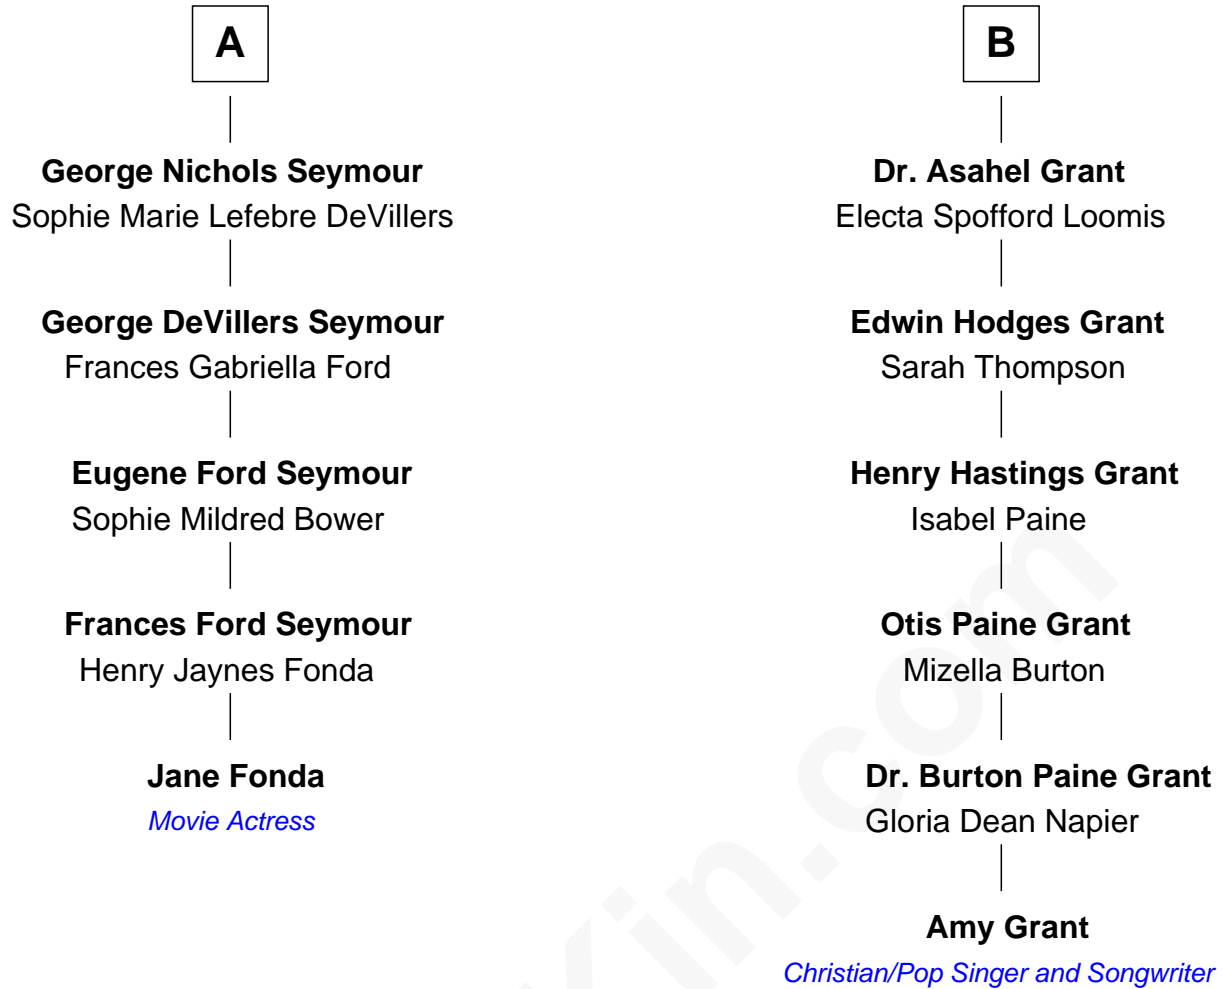 A
George Nichols Seymour
Sophie Marie Lefebre DeVillers
George DeVillers Seymour
Frances Gabriella Ford
Eugene Ford Seymour
Sophie Mildred Bower
Frances Ford Seymour
Henry Jaynes Fonda
Jane Fonda
Movie Actress
B
Dr. Asahel Grant
Electa Spofford Loomis
Edwin Hodges Grant
Sarah Thompson
Henry Hastings Grant
Isabel Paine
Otis Paine Grant
Mizella Burton
Dr. Burton Paine Grant
Gloria Dean Napier
Amy Grant
Christian/Pop Singer and Songwriter
Kin.com